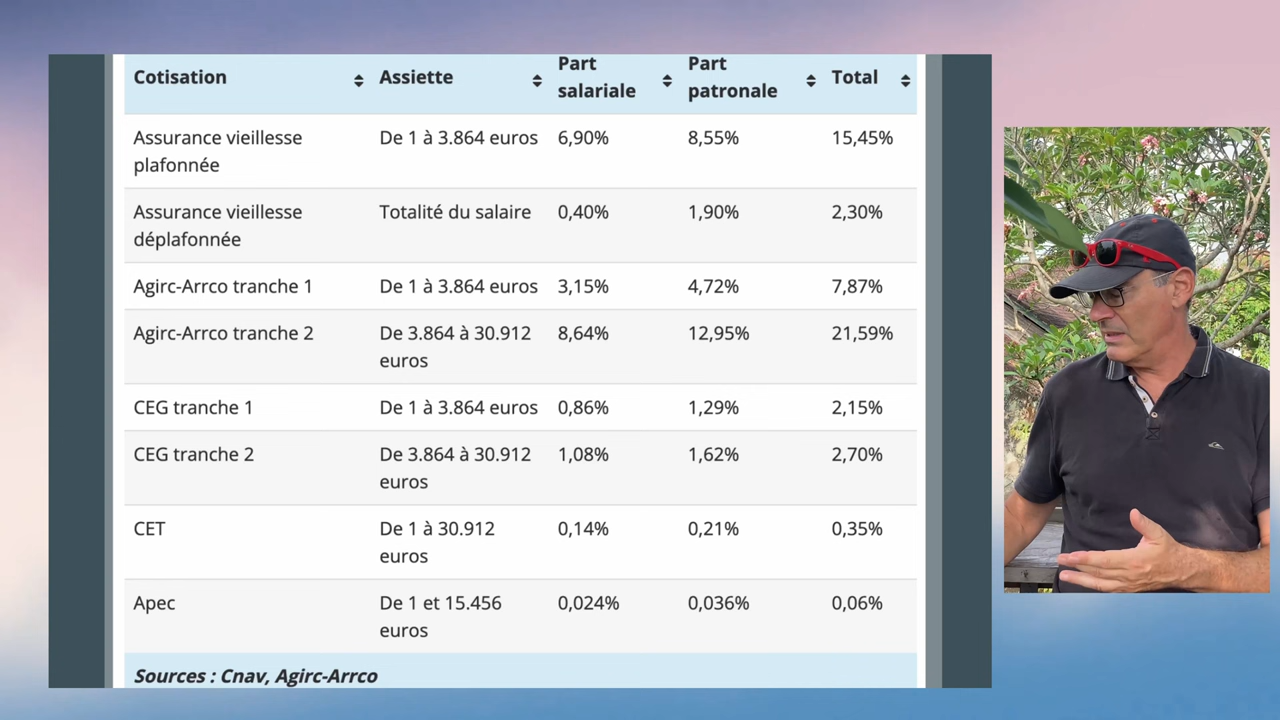 Cotisation Assiette Part salariale Part patronale Total
Assurance vieillesse plafonnée De 1 à 3.864 euros 6,90% 8,55% 15,45%
Assurance vieillesse déplafonnée Totalité du salaire 0,40% 1,90% 2,30%
Agirc-Arrco tranche 1 De 1 à 3.864 euros 3,15% 4,72% 7,87%
Agirc-Arrco tranche 2 De 3.864 à 30.912 euros 8,64% 12,95% 21,59%
CEG tranche 1 De 1 à 3.864 euros 0,86% 1,29% 2,15%
CEG tranche 2 De 3.864 à 30.912 euros 1,08% 1,62% 2,70%
CET De 1 à 30.912 euros 0,14% 0,21% 0,35%
Apec De 1 et 15.456 euros 0,024% 0,036% 0,06%
Sources : Cnav, Agirc-Arrco